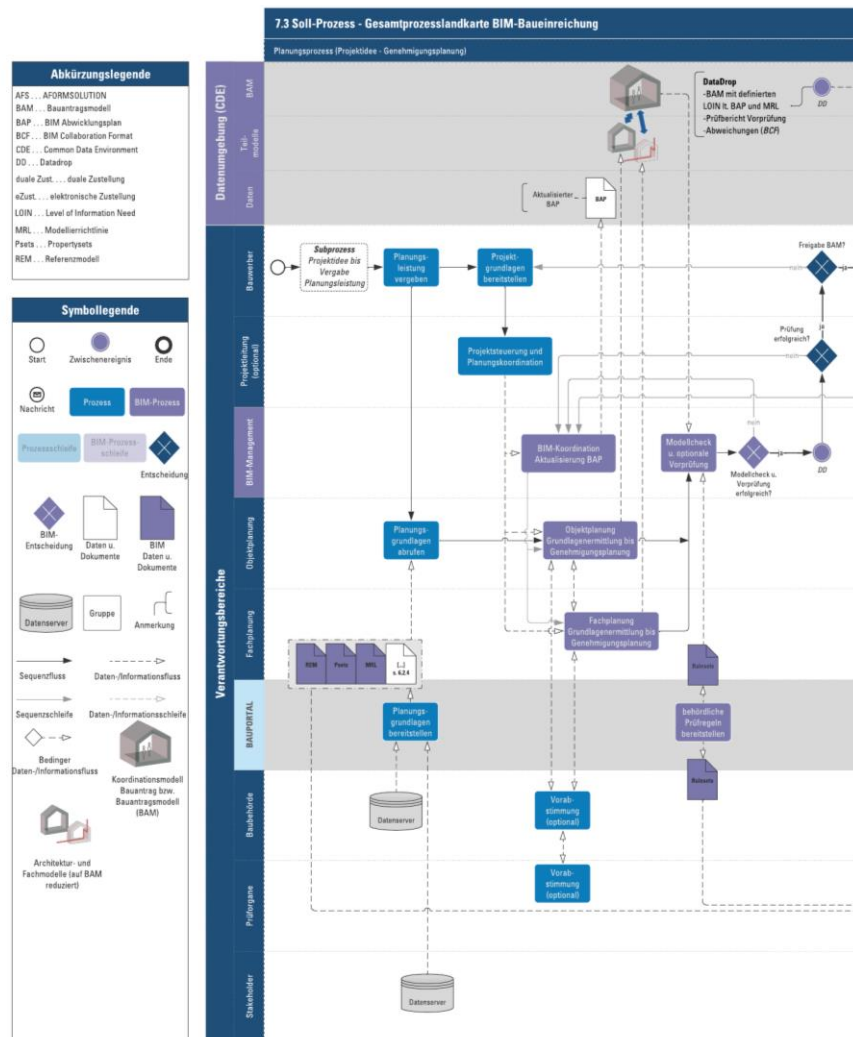 7.3 Soll-Prozess - Gesamtprozesslandkarte BIM-Baueinreichung
Planungsprozess (Projektidee - Genehmigungsplanung)
Abkürzungslegende
AFS . . . AFORMSOLUTION
BAM . . . Bauantragsmodell
BAP . . . BIM Abwicklungsplan
BCF . . . BIM Collaboration Format
CDE . . . Common Data Environment
DD . . . Datadrop
duale Zust. . . . duale Zustellung
eZust. . . . elektronische Zustellung
LOIN . . . Level of Information Need
MRL . . . Modellierrichtlinie
Psets . . . Propertysets
REM . . . Referenzmodell
Symbollegende
Start
Zwischenereignis
Ende
Nachricht
Prozess
BIM-Prozess
Prozessschleife
BIM-Prozess-
schleife
Entscheidung
BIM-
Entscheidung
Daten u.
Dokumente
BIM
Daten u.
Dokumente
Datenserver
Gruppe
Anmerkung
Sequenzfluss
Daten-/Informationsfluss
Sequenzschleife
Daten-/Informationsschleife
Bedinger
Daten-/Informationsfluss
Koordinationsmodell
Bauantrag bzw.
Bauantragsmodell
(BAM)
Architektur- und
Fachmodelle (auf BAM
reduziert)
Datenumgebung (CDE)
BAM
Teil-
modelle
Daten
DataDrop
-BAM mit definierten
LOIN lt. BAP und MRL
-Prüfbericht Vorprüfung
-Abweichungen (BCF)
DD
Aktualisierter
BAP
BAP
Verantwortungsbereiche
Bauwerber
Subprozess
Projektidee bis
Vergabe
Planungsleistung
Planungs-
leistung
vergeben
Projekt-
grundlagen
bereitstellen
Freigabe BAM?
nein
ja
Projektleitung
(optional)
Projektsteuerung und
Planungskoordination
Prüfung
erfolgreich?
ja
nein
BIM-Management
BIM-Koordination
Aktualisierung BAP
Modellcheck
u. optionale
Vorprüfung
nein
ja
Modellcheck u.
Vorprüfung
erfolgreich?
DD
Objektplanung
Planungs-
grundlagen
abrufen
Objektplanung
Grundlagenermittlung bis
Genehmigungsplanung
Fachplanung
Fachplanung
Grundlagenermittlung bis
Genehmigungsplanung
REM
Psets
MRL
[...]
s. 6.2.4
BAUPORTAL
Planungs-
grundlagen
bereitstellen
behördliche
Prüfregeln
bereitstellen
Baubehörde
Datenserver
Vorab-
stimmung
(optional)
Prüforgane
Vorab-
stimmung
(optional)
Stakeholder
Datenserver